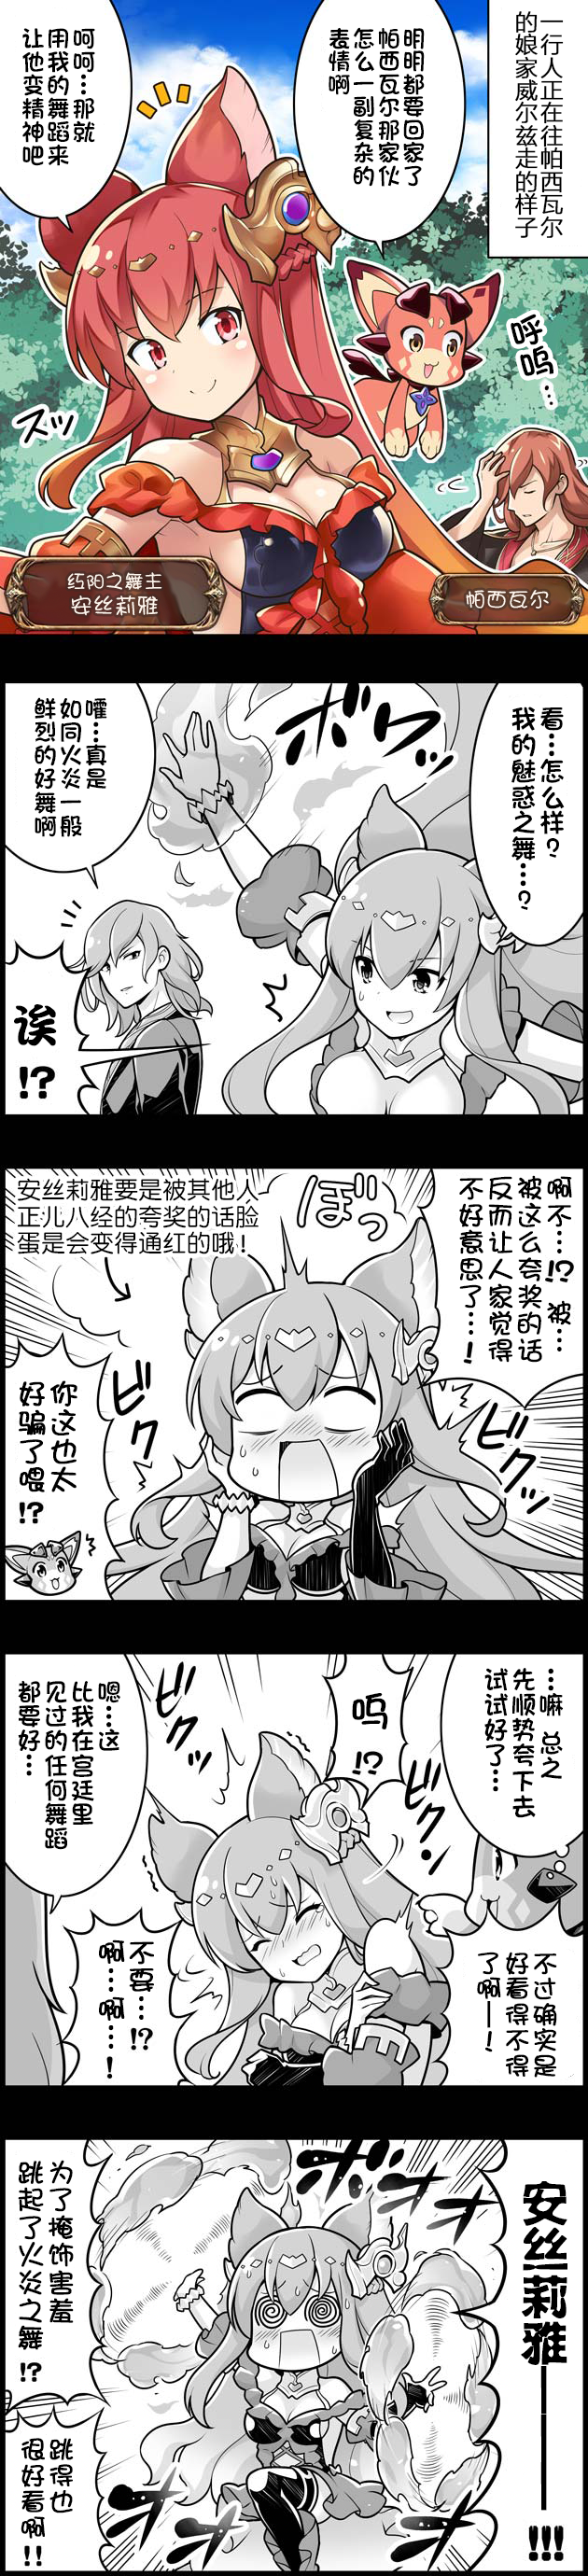 一行人正在往帕西瓦尔
的娘家威尔兹走的样子
明明都要回家了
帕西瓦尔那家伙
怎么一副复杂的
表情啊
呵呵…那就
用我的舞蹈来
让他变精神吧
呼呜…
スッ
红阳之舞主
安丝莉雅
帕西瓦尔
看…怎么样?
我的魅惑之舞…?
ボワッ
嚯…真是
如同火炎一般
鲜烈的好舞啊
诶!?
啊不…!?被…
被这么夸奖的话
反而让人家觉得
不好意思了…!
ぼっ
安丝莉雅要是被其他人
正儿八经的夸奖的话脸
蛋是会变得通红的哦!
ビクッ
ビクッ
你这也太
好骗了喂!?
…嘛 总之
先顺势夸下去
试试好了…
呜!?
ビクッ
ビクッ
嗯…这
比我在宫廷里
见过的任何舞蹈
都要好…
不过确实是
好看得不得
了啊—!
不要…!?
啊…啊…!
安丝莉雅————!!!
ボオオオ
为了掩饰害羞
跳起了火炎之舞!?
跳得也
很好看啊!!